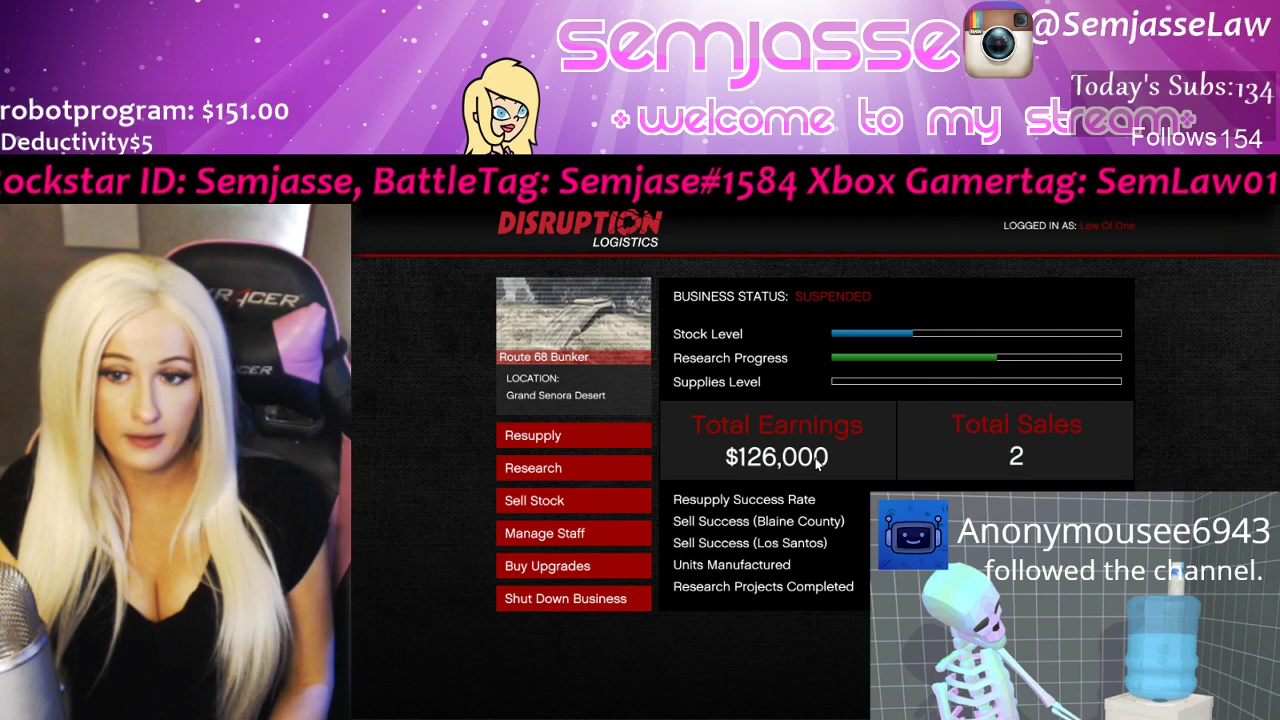 semjasse
@SemjasseLaw
welcome to my stream
Today's Subs:134
Follows154
robotprogram: $151.00
Deductivity$5
ockstar ID: Semjasse, BattleTag: Semjase#1584 Xbox Gamertag: SemLaw01
DISRUPTION
LOGISTICS
LOGGED IN AS: Law Of One
Route 68 Bunker
LOCATION:
Grand Senora Desert
Resupply
Research
Sell Stock
Manage Staff
Buy Upgrades
Shut Down Business
BUSINESS STATUS: SUSPENDED
Stock Level
Research Progress
Supplies Level
Total Earnings
$126,000
Total Sales
2
Resupply Success Rate
Sell Success (Blaine County)
Sell Success (Los Santos)
Units Manufactured
Research Projects Completed
Anonymousee6943
followed the channel.